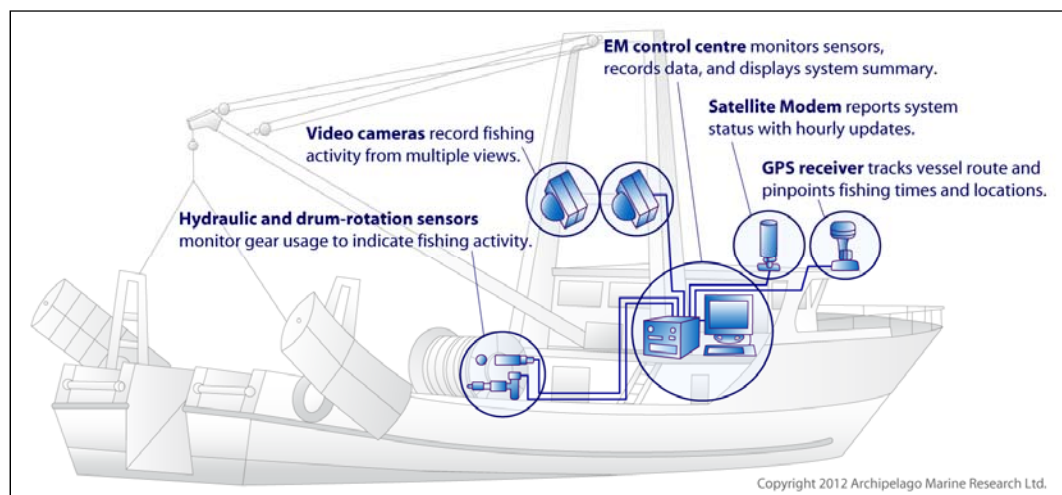 EM control centre monitors sensors,
records data, and displays system summary.
Satellite Modem reports system
status with hourly updates.
Video cameras record fishing
activity from multiple views.
GPS receiver tracks vessel route and
pinpoints fishing times and locations.
Hydraulic and drum-rotation sensors
monitor gear usage to indicate fishing activity.
Copyright 2012 Archipelago Marine Research Ltd.